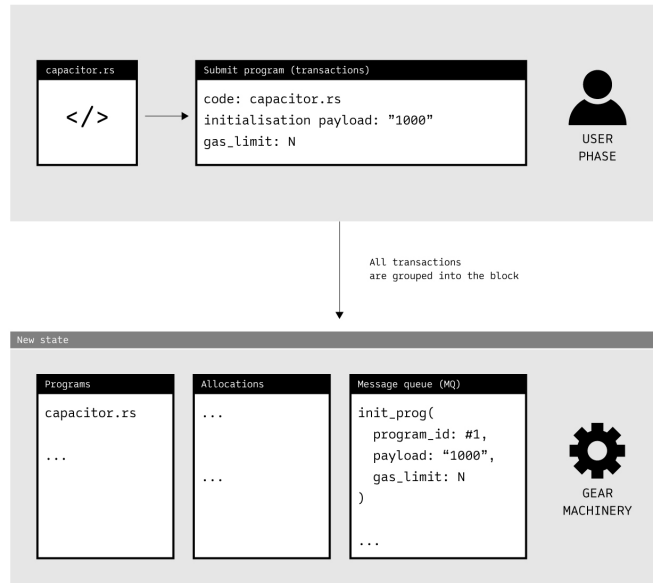 capacitor.rs
</>
Submit program (transactions)
code: capacitor.rs
initialisation payload: ”1000”
gas_limit: N
USER
PHASE
All transactions
are grouped into the block
New state
Programs
capacitor.rs
...
Allocations
...
...
Message queue (MQ)
init_prog(
program_id: #1,
payload: “1000”,
gas_limit: N
)
...
GEAR
MACHINERY